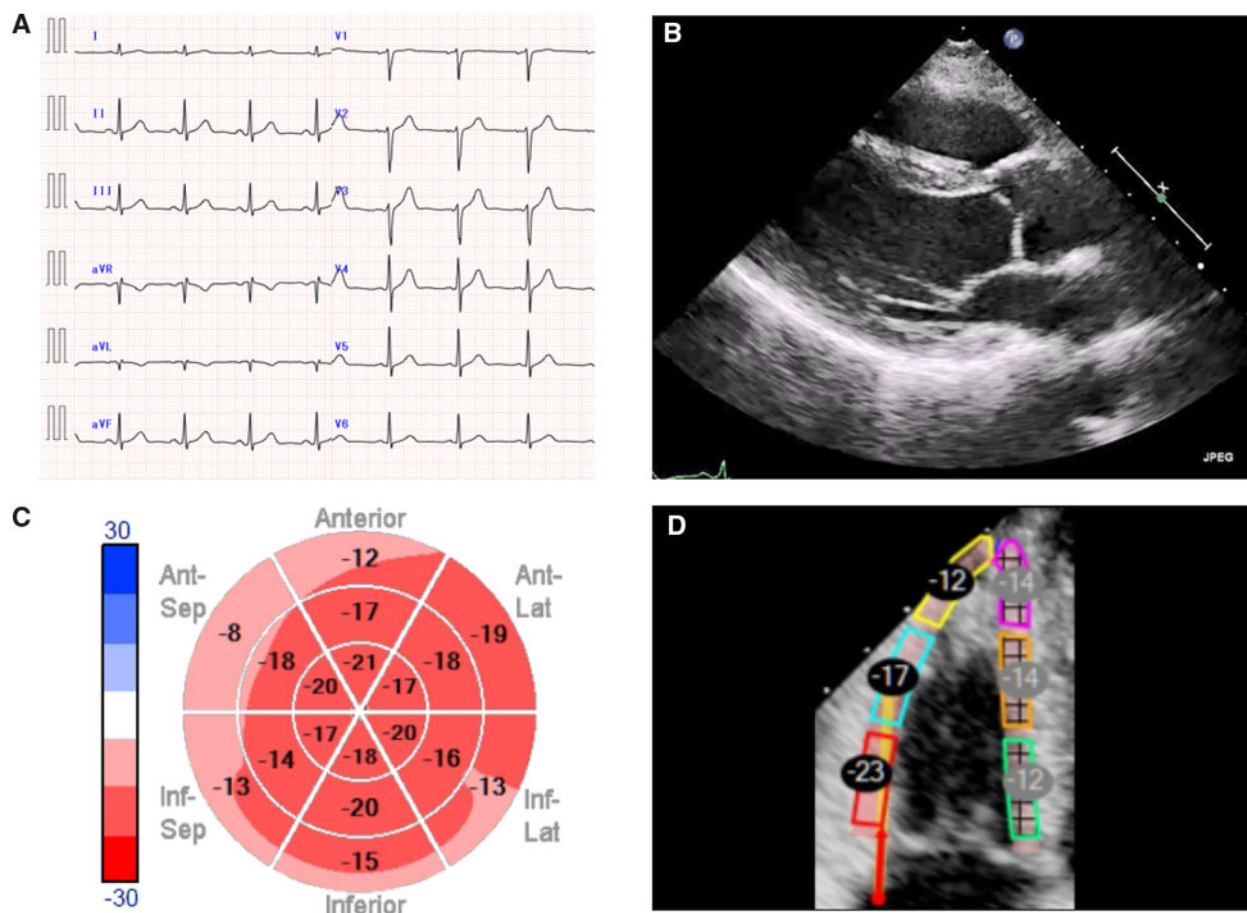 A
I
V1
II
V2
III
V3
aVR
V4
aVL
V5
aVF
V6
B
P
X
JPEG
C
30
-30
Anterior
Ant-
Sep
Ant-
Lat
Inf-
Sep
Inf-
Lat
Inferior
-12
-8
-17
-19
-18
-21
-18
-20
-17
-17
-20
-14
-18
-16
-13
-20
-13
-15
D
-12
-14
-17
-14
-23
-12